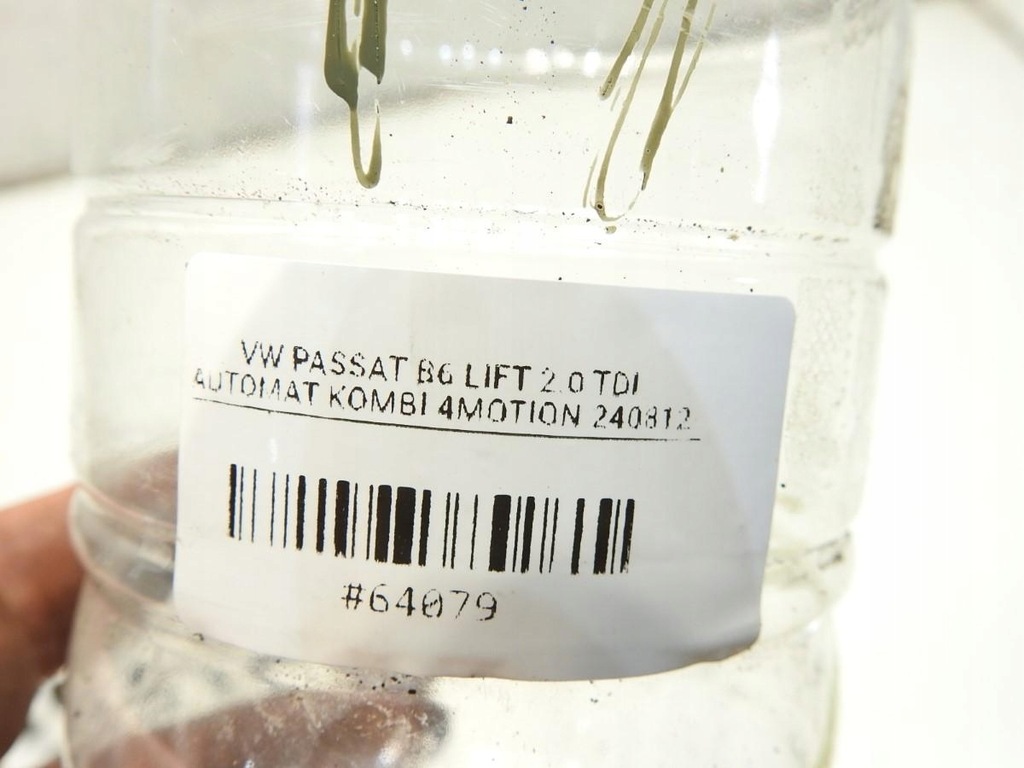 VW PASSAT B6 LIFT 2.0 TDI
AUTOMAT KOMBI 4MOTION 240812
#64079